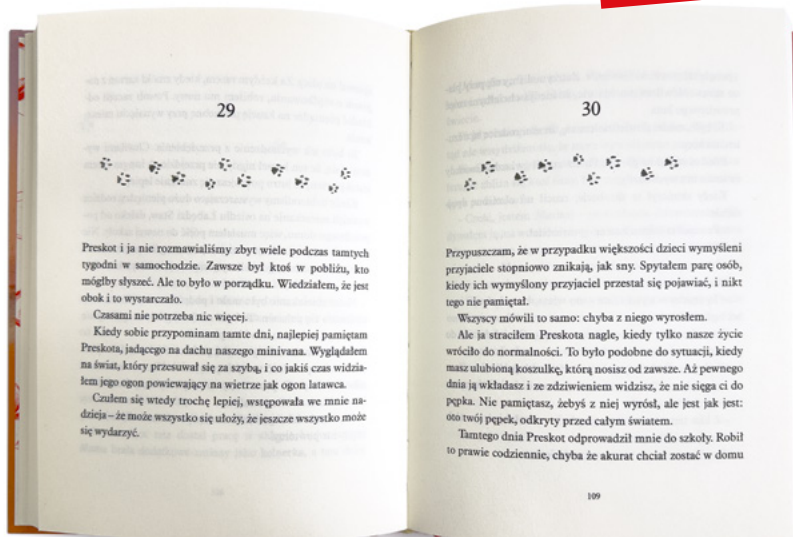 29
Preskot i ja nie rozmawialiśmy zbyt wiele podczas tamtych
tygodni w samochodzie. Zawsze był ktoś w pobliżu, kto
mógłby słyszeć. Ale to było w porządku. Wiedziałem, że jest
obok i to wystarczało.
Czasami nie potrzeba nic więcej.
Kiedy sobie przypominam tamte dni, najlepiej pamiętam
Preskota, jadącego na dachu naszego minivana. Wyglądałem
na świat, który przesuwał się za szybą, i co jakiś czas widzia-
łem jego ogon powiewający na wietrze jak ogon latawca.
Czułem się wtedy trochę lepiej, wstępowała we mnie na-
dzieja – że może wszystko się ułoży, że jeszcze wszystko może
się wydarzyć.
30
Przypuszczam, że w przypadku większości dzieci wymyśleni
przyjaciele stopniowo znikają, jak sny. Spytałem parę osób,
kiedy ich wymyślony przyjaciel przestał się pojawiać, i nikt
tego nie pamiętał.
Wszyscy mówili to samo: chyba z niego wyrosłem.
Ale ja straciłem Preskota nagle, kiedy tylko nasze życie
wróciło do normalności. To było podobne do sytuacji, kiedy
masz ulubioną koszulkę, którą nosisz od zawsze. Aż pewnego
dnia ją wkładasz i ze zdziwieniem widzisz, że nie sięga ci do
pępka. Nie pamiętasz, żebyś z niej wyrósł, ale jest jak jest:
oto twój pępek, odkryty przed całym światem.
Tamtego dnia Preskot odprowadził mnie do szkoły. Robił
to prawie codziennie, chyba że akurat chciał zostać w domu
109